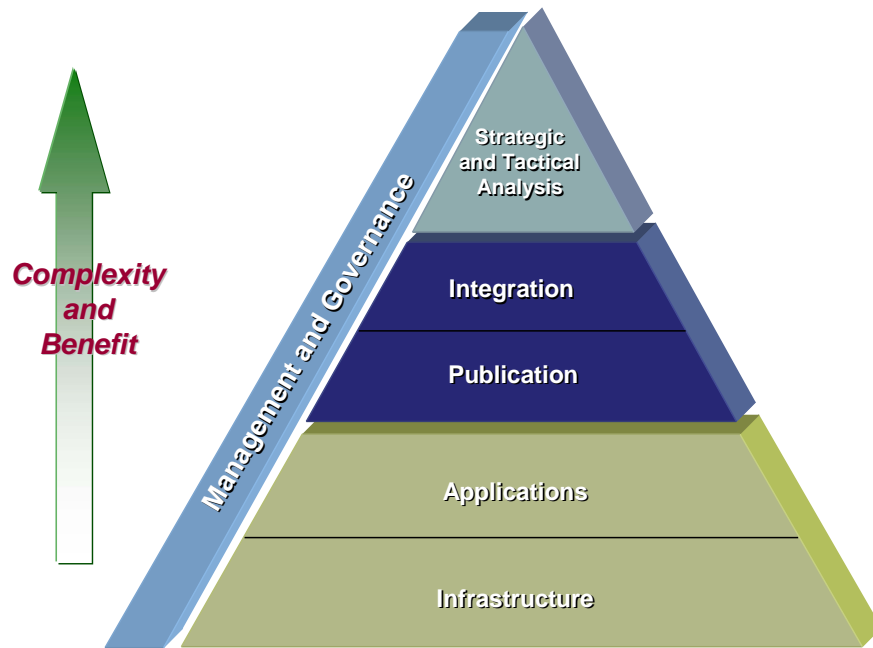 Strategic
and Tactical
Analysis
Management and Governance
Complexity
and
Benefit
Integration
Publication
Applications
Infrastructure